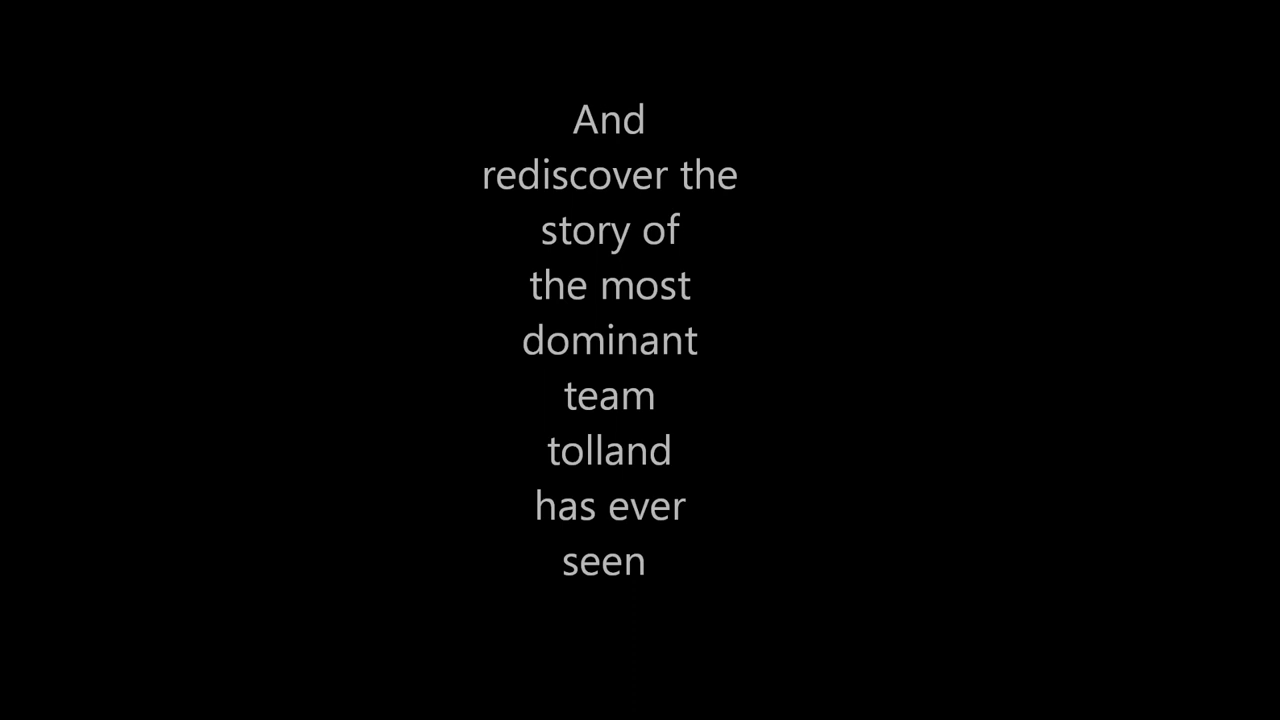 And
rediscover the
story of
the most
dominant
team
tolland
has ever
seen